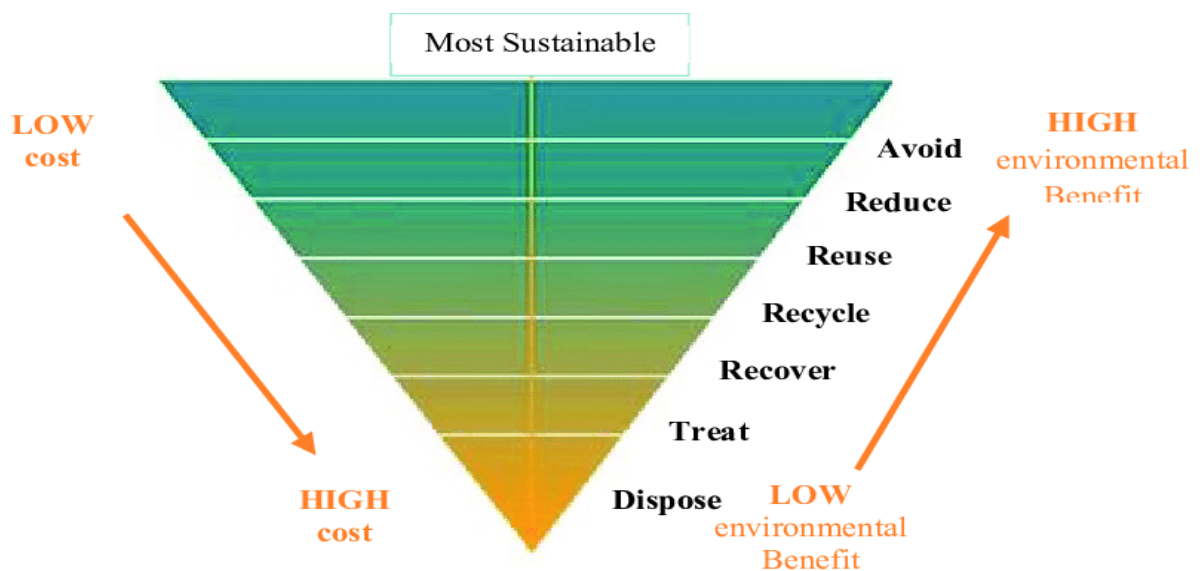 Most Sustainable
LOW
cost
HIGH
environmental
Benefit
Avoid
Reduce
Reuse
Recycle
Recover
Treat
Dispose
HIGH
cost
LOW
environmental
Benefit